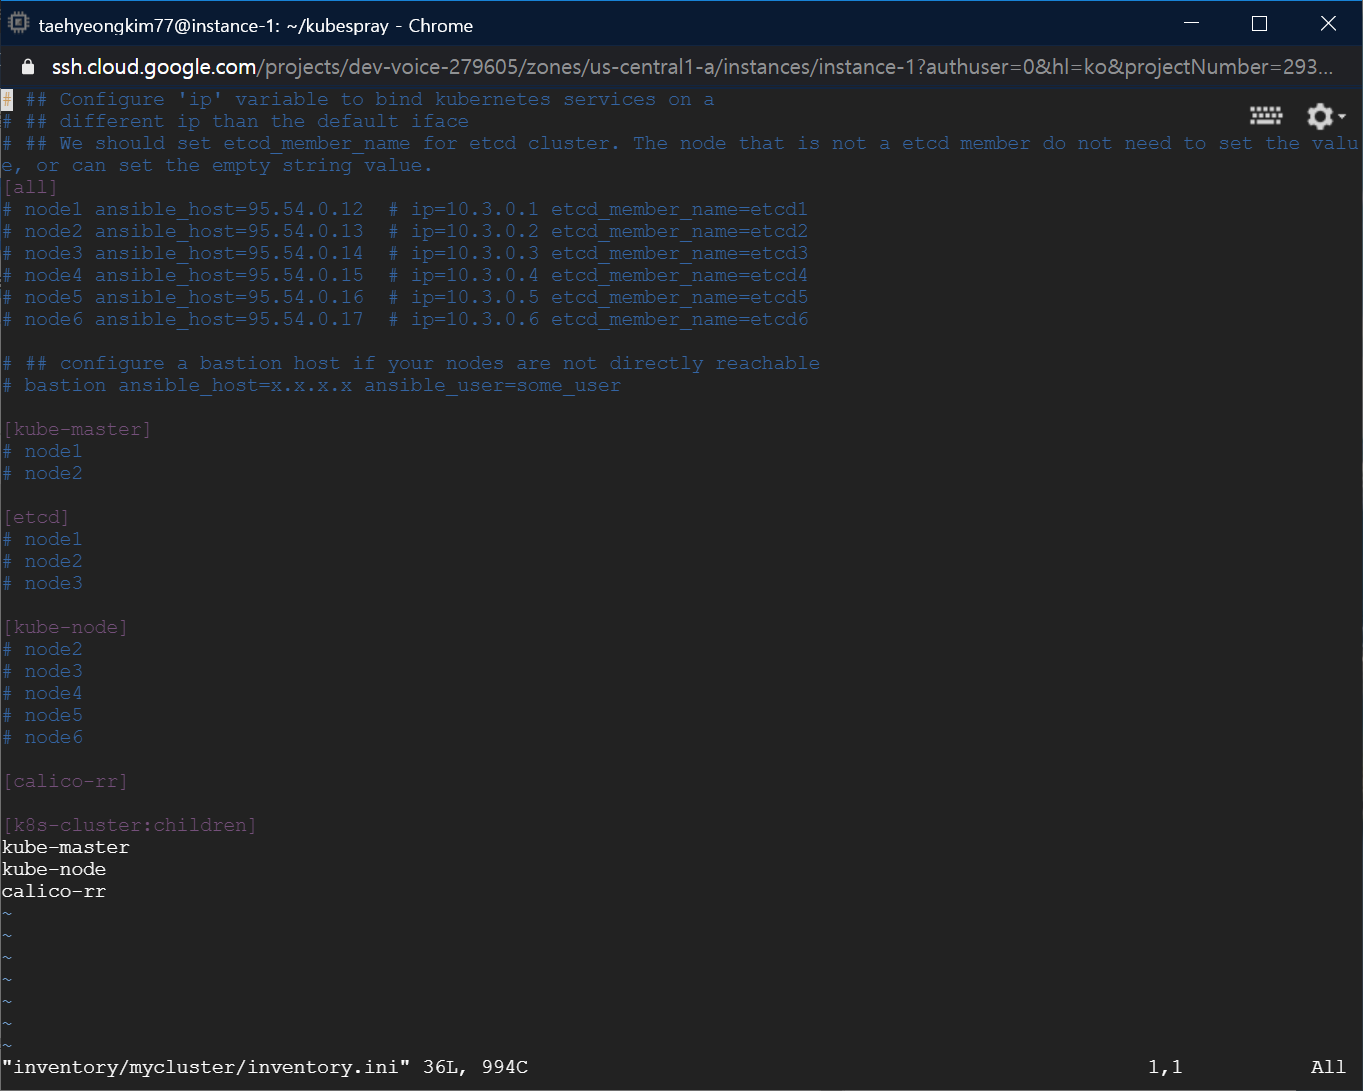 taehyeongkim77@instance-1: ~/kubespray - Chrome
ssh.cloud.google.com/projects/dev-voice-279605/zones/us-central1-a/instances/instance-1?authuser=0&hl=ko&projectNumber=293...
# ## Configure 'ip' variable to bind kubernetes services on a
# ## different ip than the default iface
# ## We should set etcd_member_name for etcd cluster. The node that is not a etcd member do not need to set the valu
e, or can set the empty string value.
[all]
# node1 ansible_host=95.54.0.12  # ip=10.3.0.1 etcd_member_name=etcd1
# node2 ansible_host=95.54.0.13  # ip=10.3.0.2 etcd_member_name=etcd2
# node3 ansible_host=95.54.0.14  # ip=10.3.0.3 etcd_member_name=etcd3
# node4 ansible_host=95.54.0.15  # ip=10.3.0.4 etcd_member_name=etcd4
# node5 ansible_host=95.54.0.16  # ip=10.3.0.5 etcd_member_name=etcd5
# node6 ansible_host=95.54.0.17  # ip=10.3.0.6 etcd_member_name=etcd6
# ## configure a bastion host if your nodes are not directly reachable
# bastion ansible_host=x.x.x.x ansible_user=some_user
[kube-master]
# node1
# node2
[etcd]
# node1
# node2
# node3
[kube-node]
# node2
# node3
# node4
# node5
# node6
[calico-rr]
[k8s-cluster:children]
kube-master
kube-node
calico-rr
~
~
~
~
~
~
~
"inventory/mycluster/inventory.ini" 36L, 994C 1,1 All